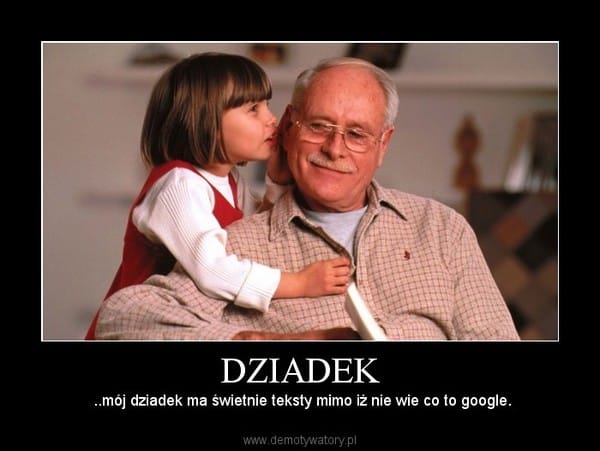 DZIADEK
..mój dziadek ma świetnie teksty mimo iż nie wie co to google.
www.demotywatory.pl